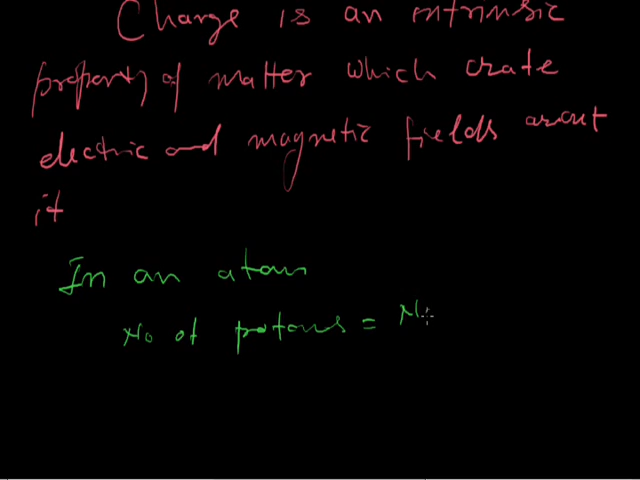 Charge is an intrinsic
property of matter which crate
electric and magnetic fields arout
it
In an atom
No of protons = N